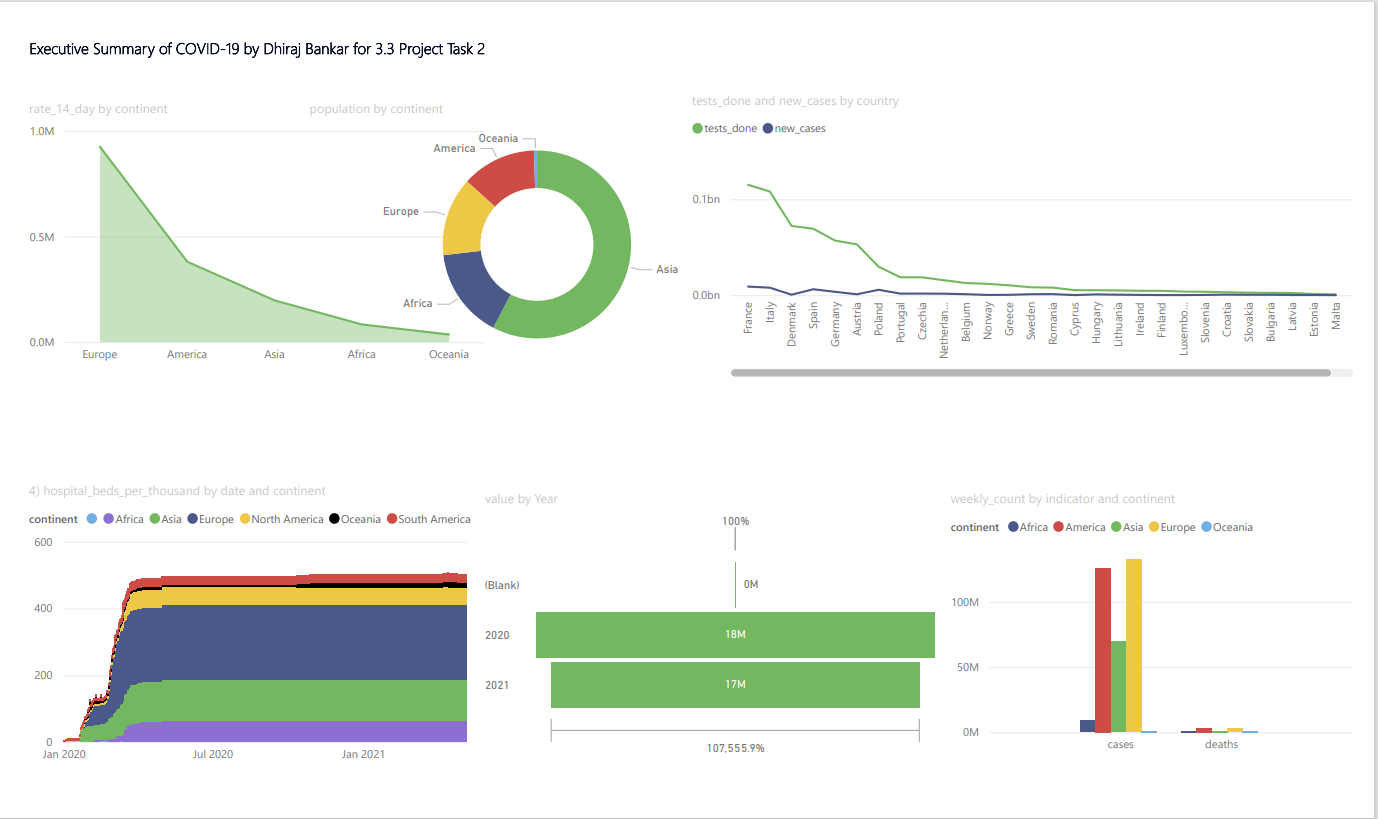 Executive Summary of COVID-19 by Dhiraj Bankar for 3.3 Project Task 2
rate_14_day by continent
1.0M
0.5M
0.0M
Europe America Asia Africa Oceania
population by continent
Oceania
America
Europe
Africa
Asia
tests_done and new_cases by country
tests_done new_cases
0.1bn
0.0bn
France
Italy
Denmark
Spain
Germany
Austria
Poland
Portugal
Czechia
Netherlan...
Belgium
Norway
Greece
Sweden
Romania
Cyprus
Hungary
Lithuania
Ireland
Finland
Luxembo...
Slovenia
Croatia
Slovakia
Bulgaria
Latvia
Estonia
Malta
4) hospital_beds_per_thousand by date and continent
continent Africa Asia Europe North America Oceania South America
600
400
200
0
Jan 2020 Jul 2020 Jan 2021
value by Year
100%
(Blank) 0M
2020 18M
2021 17M
107,555.9%
weekly_count by indicator and continent
continent Africa America Asia Europe Oceania
100M
50M
0M
cases deaths